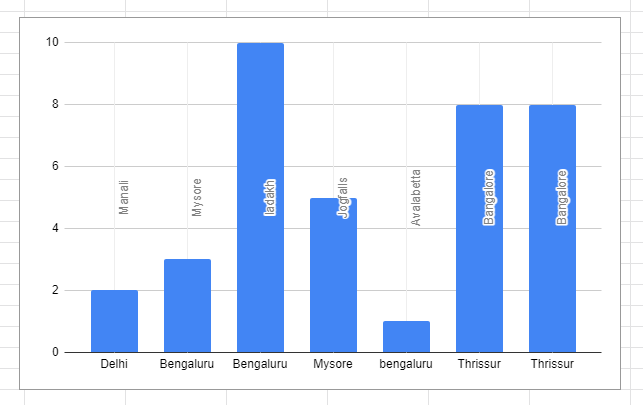 10
8
6
4
2
0
Manali
Mysore
ladakh
Jogfalls
Avalabetta
Bangalore
Bangalore
Delhi Bengaluru Bengaluru Mysore bengaluru Thrissur Thrissur